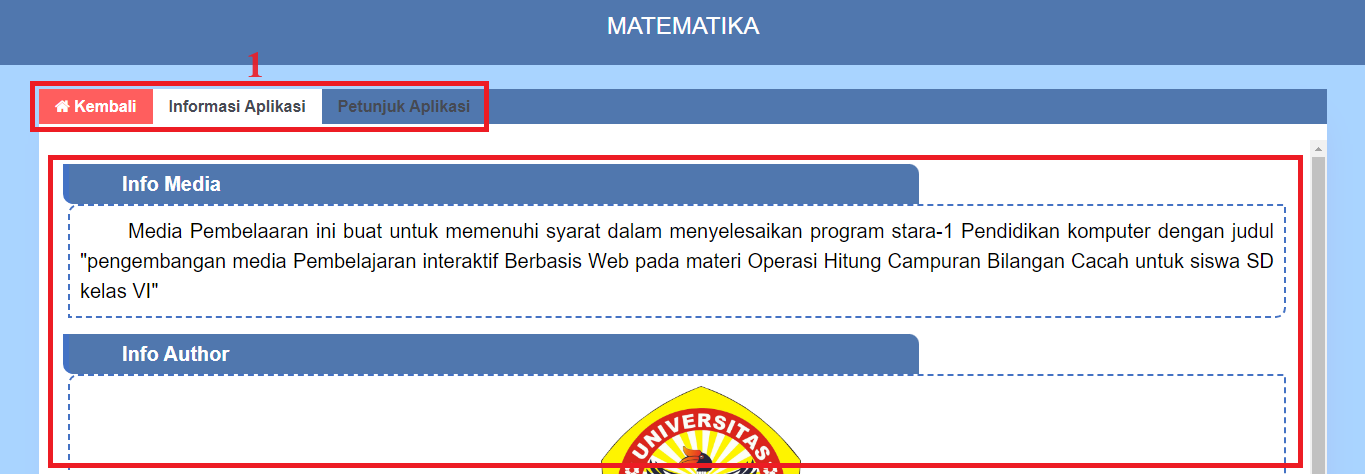 MATEMATIKA
1
Kembali Informasi Aplikasi Petunjuk Aplikasi
Info Media
Media Pembelaaran ini buat untuk memenuhi syarat dalam menyelesaikan program stara-1 Pendidikan komputer dengan judul
"pengembangan media Pembelajaran interaktif Berbasis Web pada materi Operasi Hitung Campuran Bilangan Cacah untuk siswa SD
kelas VI"
Info Author
UNIVERSITAS